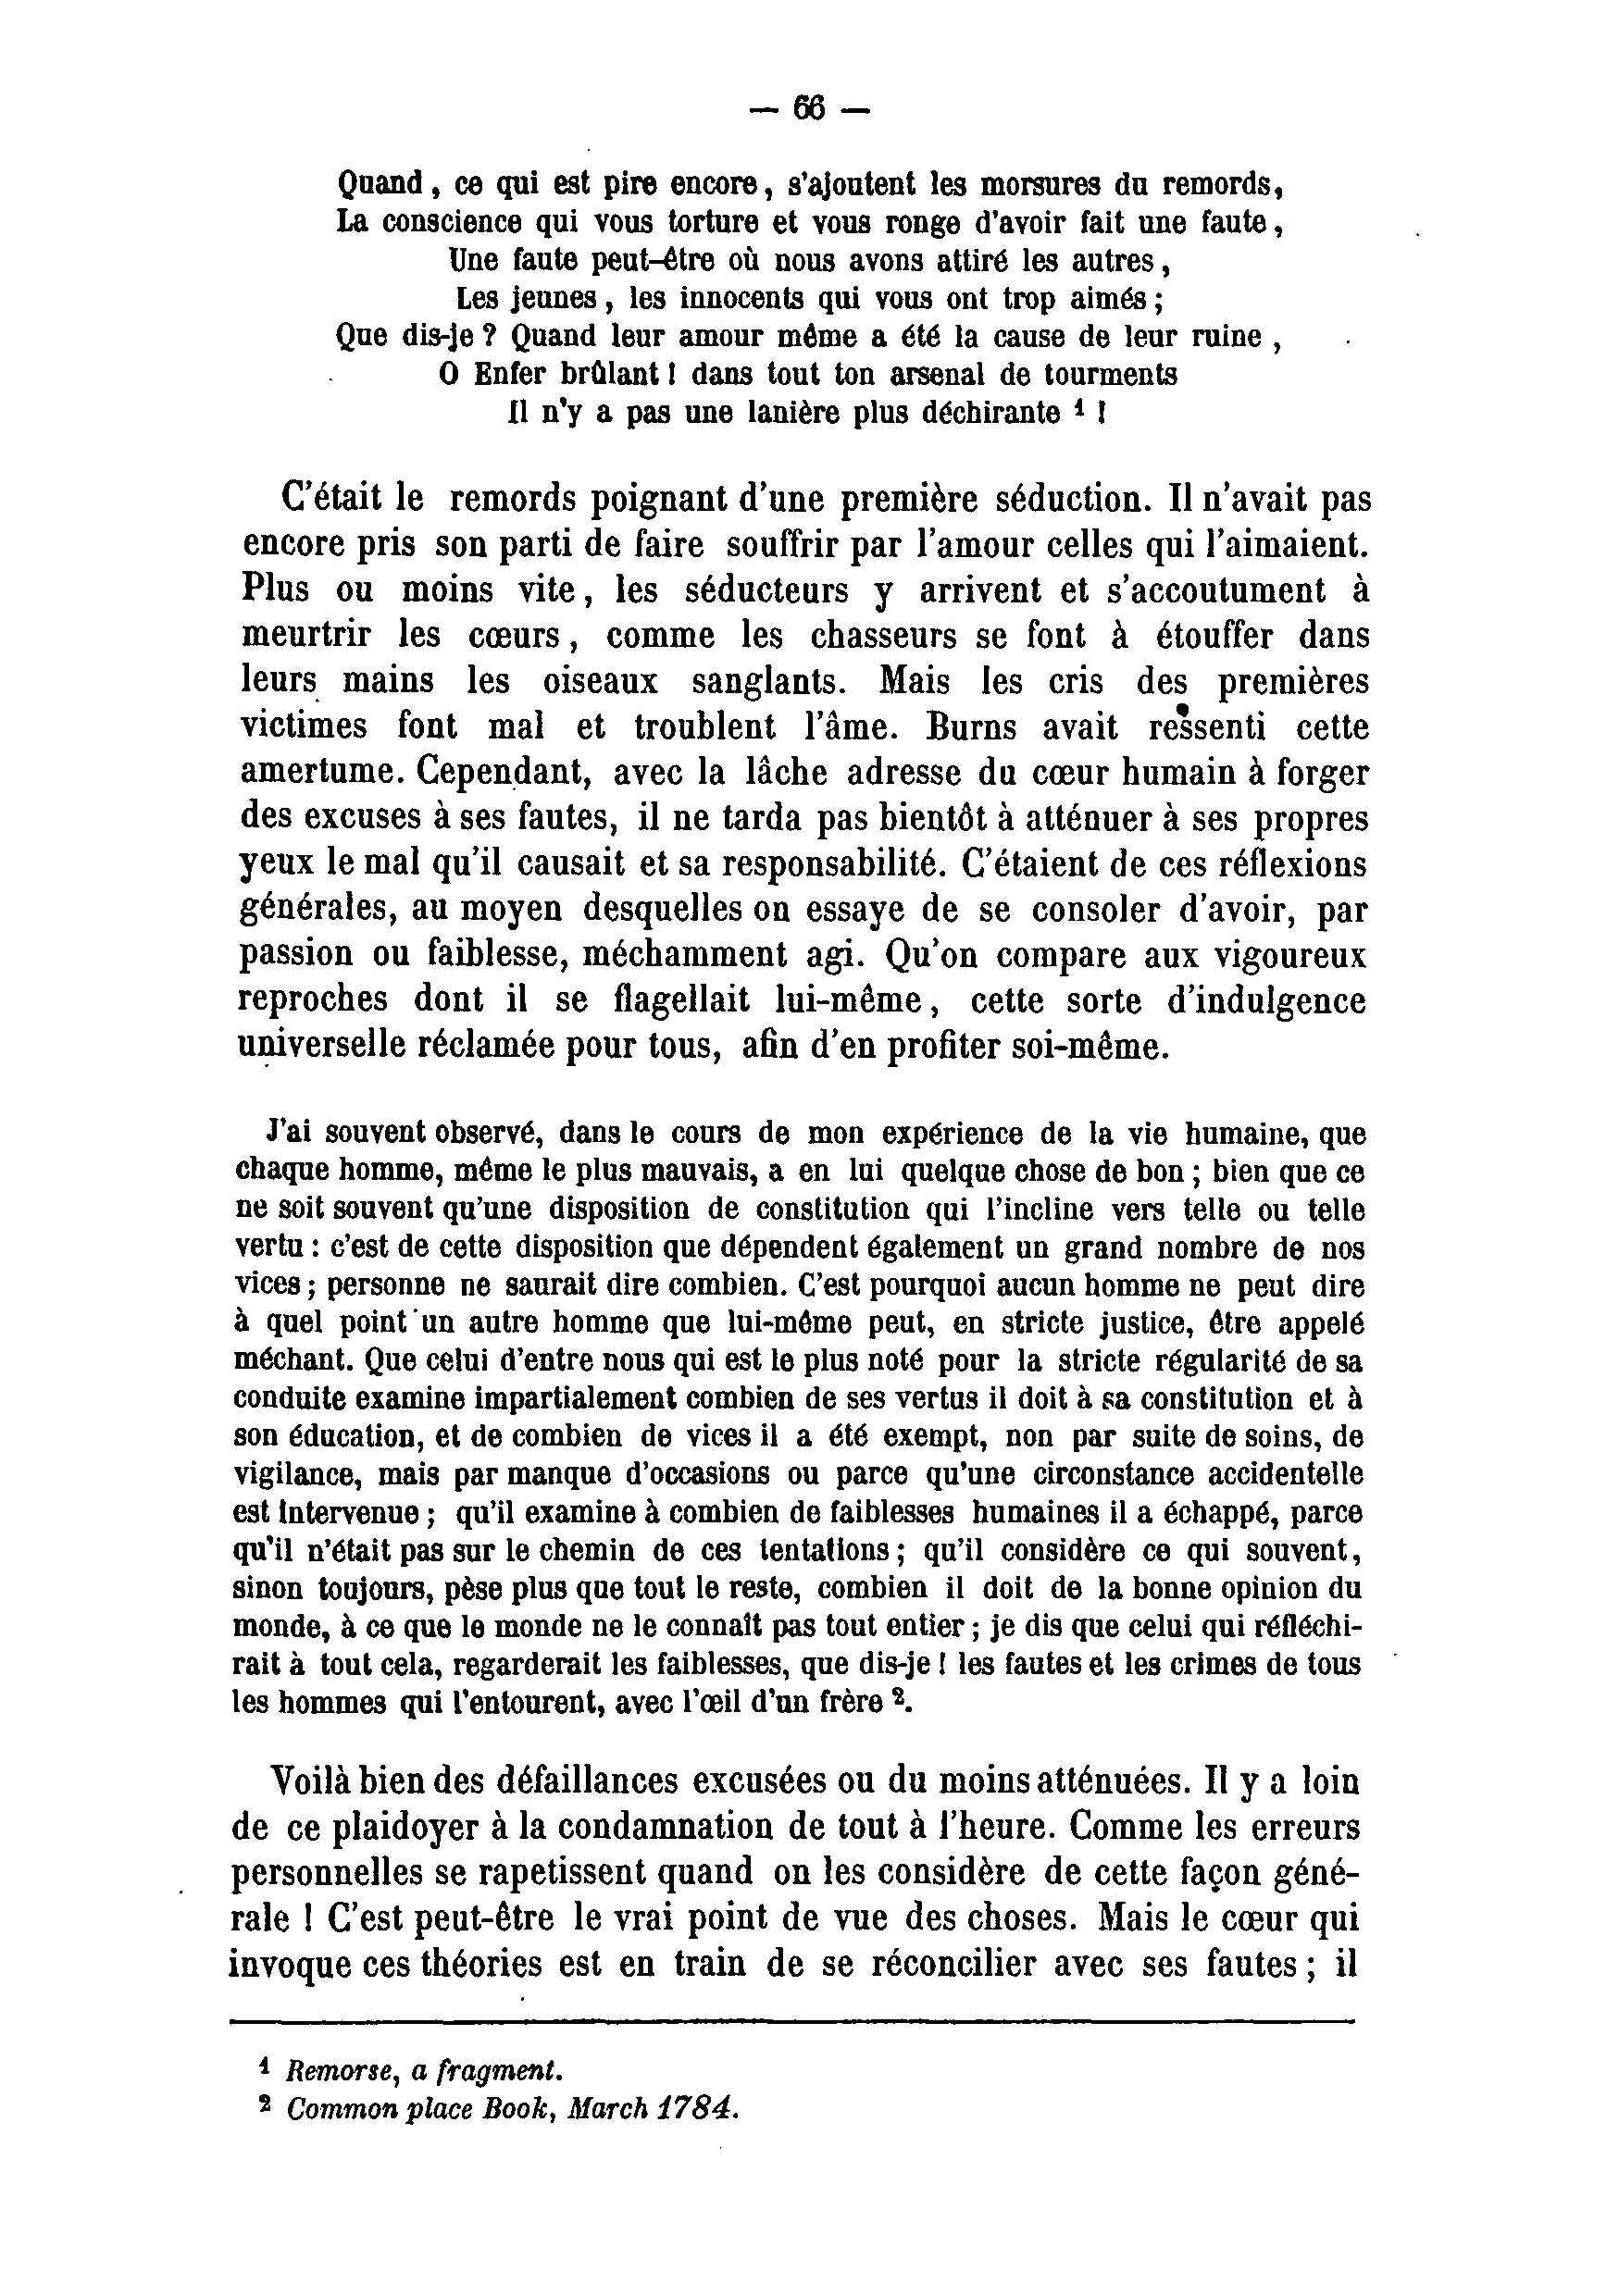 — 66 —
Quand, ce qui est pire encore, s'ajoutent les morsures du remords,
La conscience qui vous torture et vous ronge d'avoir fait une faute,
Une faute peut-être où nous avons attiré les autres,
Les jeunes, les innocents qui vous ont trop aimés ;
Que dis-je ? Quand leur amour même a été la cause de leur ruine,
O Enfer brûlant ! dans tout ton arsenal de tourments
Il n'y a pas une lanière plus déchirante ¹ !
C'était le remords poignant d'une première séduction. Il n'avait pas
encore pris son parti de faire souffrir par l'amour celles qui l'aimaient.
Plus ou moins vite, les séducteurs y arrivent et s'accoutument à
meurtrir les cœurs, comme les chasseurs se font à étouffer dans
leurs mains les oiseaux sanglants. Mais les cris des premières
victimes font mal et troublent l'âme. Burns avait ressenti cette
amertume. Cependant, avec la lâche adresse du cœur humain à forger
des excuses à ses fautes, il ne tarda pas bientôt à atténuer à ses propres
yeux le mal qu'il causait et sa responsabilité. C'étaient de ces réflexions
générales, au moyen desquelles on essaye de se consoler d'avoir, par
passion ou faiblesse, méchamment agi. Qu'on compare aux vigoureux
reproches dont il se flagellait lui-même, cette sorte d'indulgence
universelle réclamée pour tous, afin d'en profiter soi-même.
J'ai souvent observé, dans le cours de mon expérience de la vie humaine, que
chaque homme, même le plus mauvais, a en lui quelque chose de bon ; bien que ce
ne soit souvent qu'une disposition de constitution qui l'incline vers telle ou telle
vertu : c'est de cette disposition que dépendent également un grand nombre de nos
vices ; personne ne saurait dire combien. C'est pourquoi aucun homme ne peut dire
à quel point un autre homme que lui-même peut, en stricte justice, être appelé
méchant. Que celui d'entre nous qui est le plus noté pour la stricte régularité de sa
conduite examine impartialement combien de ses vertus il doit à sa constitution et à
son éducation, et de combien de vices il a été exempt, non par suite de soins, de
vigilance, mais par manque d'occasions ou parce qu'une circonstance accidentelle
est intervenue ; qu'il examine à combien de faiblesses humaines il a échappé, parce
qu'il n'était pas sur le chemin de ces tentations ; qu'il considère ce qui souvent,
sinon toujours, pèse plus que tout le reste, combien il doit de la bonne opinion du
monde, à ce que le monde ne le connaît pas tout entier ; je dis que celui qui réfléchi-
rait à tout cela, regarderait les faiblesses, que dis-je ! les fautes et les crimes de tous
les hommes qui l'entourent, avec l'œil d'un frère ².
Voilà bien des défaillances excusées ou du moins atténuées. Il y a loin
de ce plaidoyer à la condamnation de tout à l'heure. Comme les erreurs
personnelles se rapetissent quand on les considère de cette façon géné-
rale ! C'est peut-être le vrai point de vue des choses. Mais le cœur qui
invoque ces théories est en train de se réconcilier avec ses fautes ; il
¹ Remorse, a fragment.
² Common place Book, March 1784.